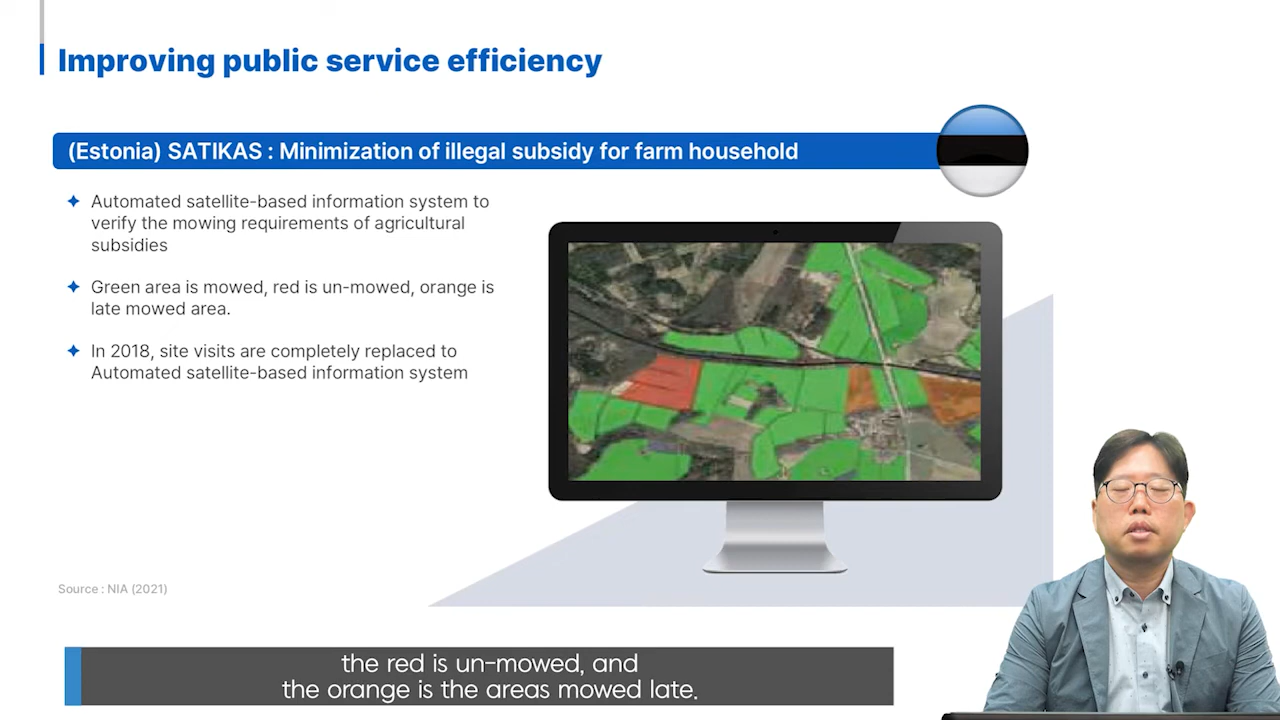 Improving public service efficiency
(Estonia) SATIKAS : Minimization of illegal subsidy for farm household
Automated satellite-based information system to
verify the mowing requirements of agricultural
subsidies
Green area is mowed, red is un-mowed, orange is
late mowed area.
In 2018, site visits are completely replaced to
Automated satellite-based information system
Source : NIA (2021)
the red is un-mowed, and
the orange is the areas mowed late.